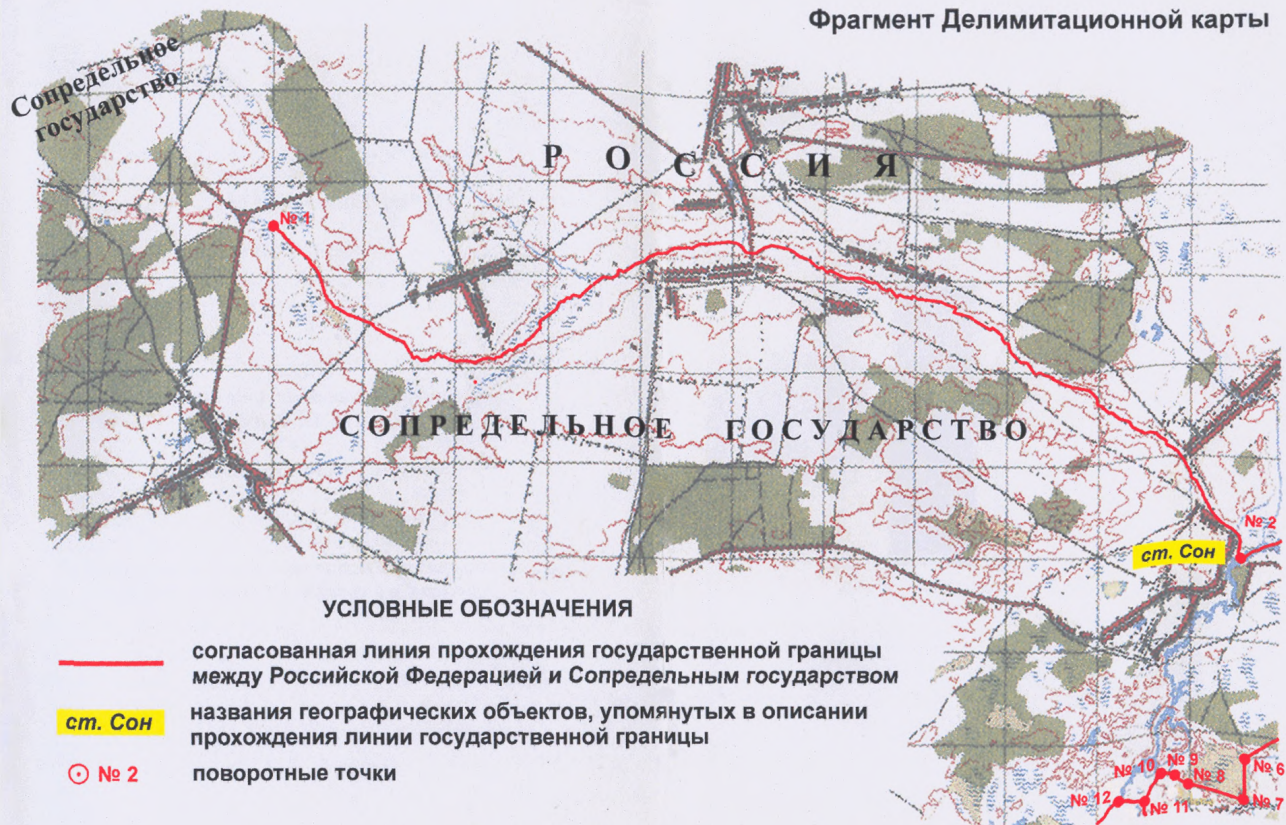 Фрагмент Делимитационной карты
Сопредельное
государство
Р О С С И Я
№ 1
СОПРЕДЕЛЬНОЕ ГОСУДАРСТВО
№ 2
ст. Сон
УСЛОВНЫЕ ОБОЗНАЧЕНИЯ
согласованная линия прохождения государственной границы
между Российской Федерацией и Сопредельным государством
ст. Сон
названия географических объектов, упомянутых в описании
прохождения линии государственной границы
№ 2
поворотные точки
№ 6
№ 7
№ 8
№ 9
№ 10
№ 11
№ 12